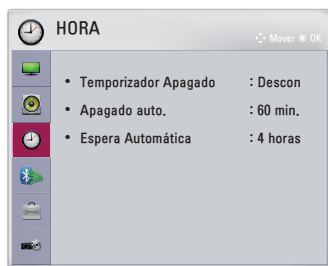 HORA
Mover OK
• Temporizador Apagado : Descon
• Apagado auto. : 60 min.
• Espera Automática : 4 horas